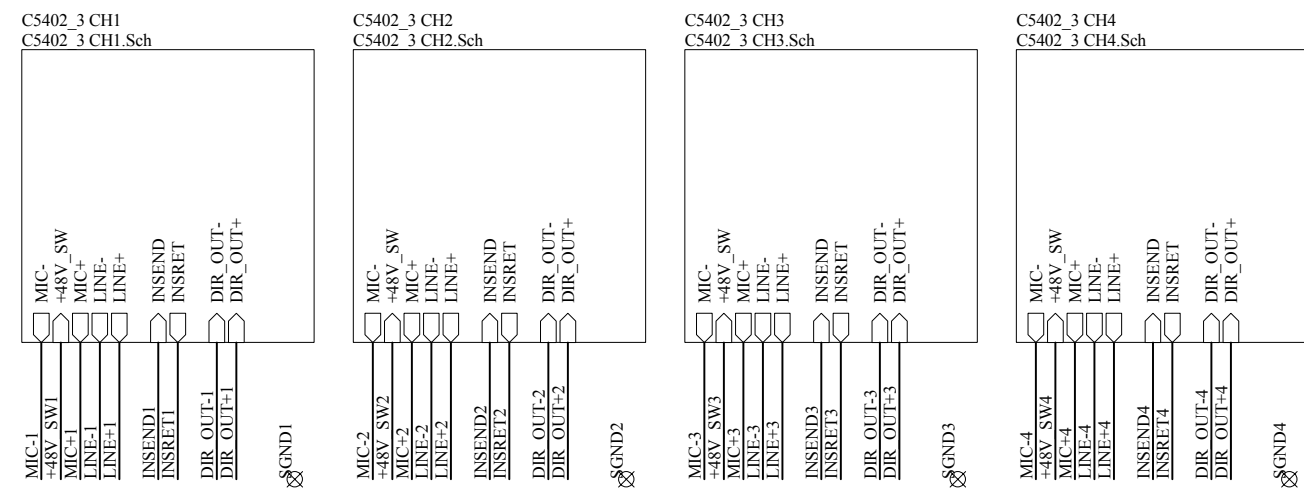 C5402_3 CH1
C5402_3 CH1.Sch
MIC-
+48V_SW
MIC+
LINE-
LINE+
INSEND
INSRET
DIR_OUT-
DIR_OUT+
MIC-1
+48V_SW1
MIC+1
LINE-1
LINE+1
INSEND1
INSRET1
DIR_OUT-1
DIR_OUT+1
SGND1
C5402_3 CH2
C5402_3 CH2.Sch
MIC-
+48V_SW
MIC+
LINE-
LINE+
INSEND
INSRET
DIR_OUT-
DIR_OUT+
MIC-2
+48V_SW2
MIC+2
LINE-2
LINE+2
INSEND2
INSRET2
DIR_OUT-2
DIR_OUT+2
SGND2
C5402_3 CH3
C5402_3 CH3.Sch
MIC-
+48V_SW
MIC+
LINE-
LINE+
INSEND
INSRET
DIR_OUT-
DIR_OUT+
MIC-3
+48V_SW3
MIC+3
LINE-3
LINE+3
INSEND3
INSRET3
DIR_OUT-3
DIR_OUT+3
SGND3
C5402_3 CH4
C5402_3 CH4.Sch
MIC-
+48V_SW
MIC+
LINE-
LINE+
INSEND
INSRET
DIR_OUT-
DIR_OUT+
MIC-4
+48V_SW4
MIC+4
LINE-4
LINE+4
INSEND4
INSRET4
DIR_OUT-4
DIR_OUT+4
SGND4